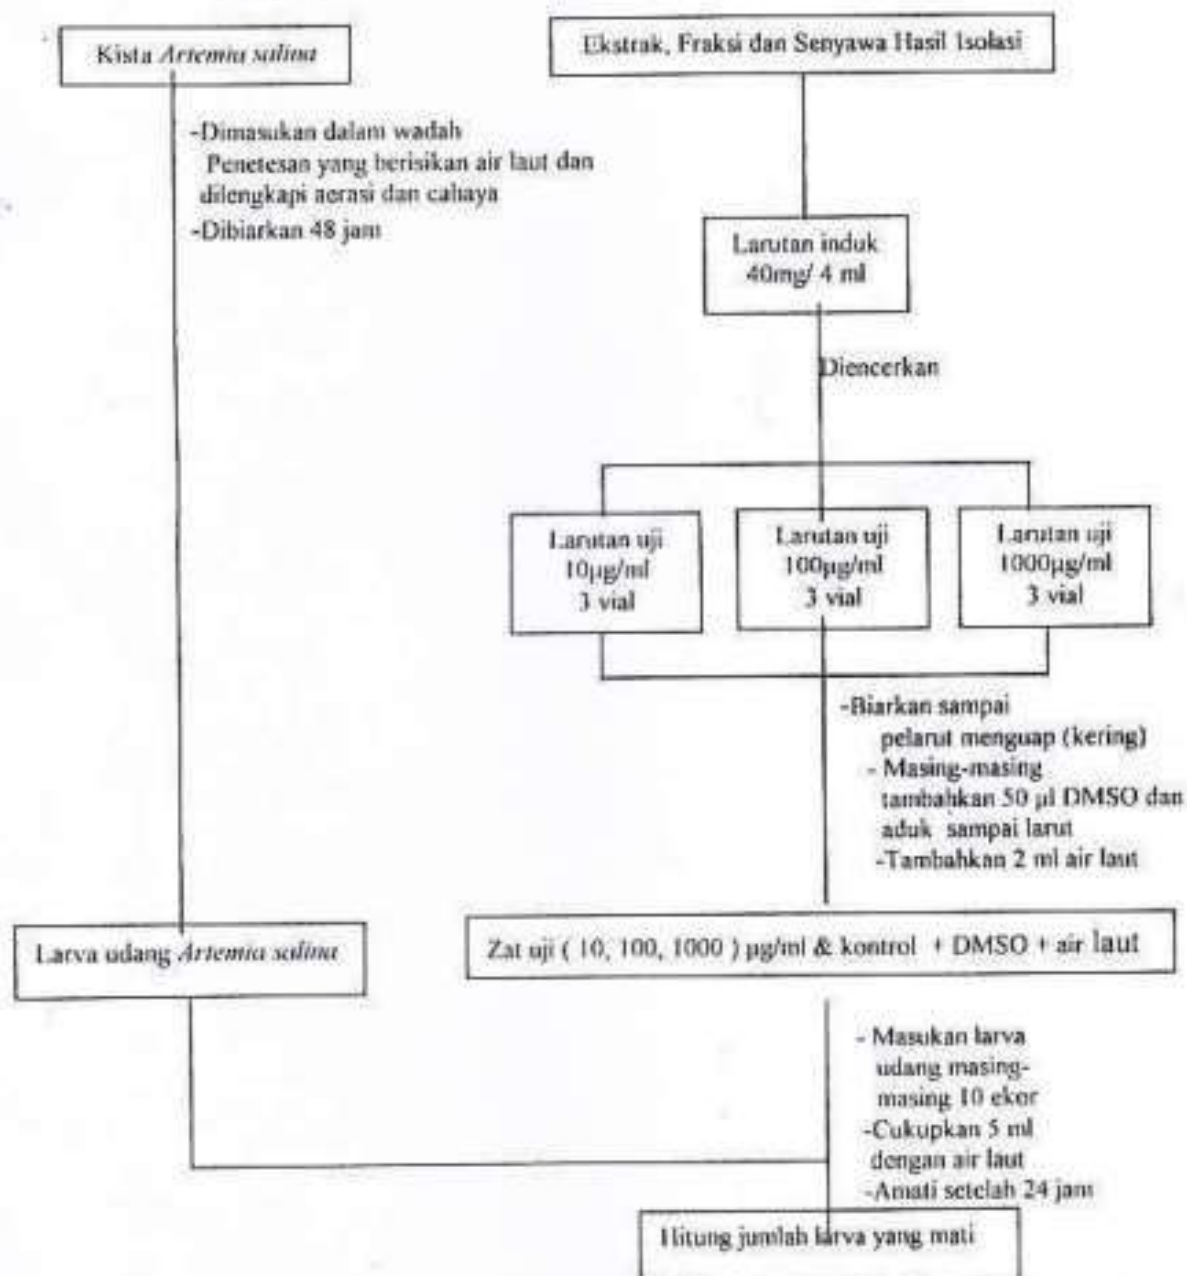 Kista Artemia salina
Ekstrak, Fraksi dan Senyawa Hasil Isolasi
-Dimasukan dalam wadah
Penetesan yang berisikan air laut dan
dilengkapi aerasi dan cahaya
-Dibiarkan 48 jam
Larutan induk
40mg/ 4 ml
Diencerkan
Larutan uji
10µg/ml
3 vial
Larutan uji
100µg/ml
3 vial
Larutan uji
1000µg/ml
3 vial
-Biarkan sampai
pelarut menguap (kering)
- Masing-masing
tambahkan 50 µl DMSO dan
aduk sampai larut
-Tambahkan 2 ml air laut
Larva udang Artemia salina
Zat uji ( 10, 100, 1000 ) µg/ml & kontrol + DMSO + air laut
- Masukan larva
udang masing-
masing 10 ekor
-Cukupkan 5 ml
dengan air laut
-Amati setelah 24 jam
Hitung jumlah larva yang mati